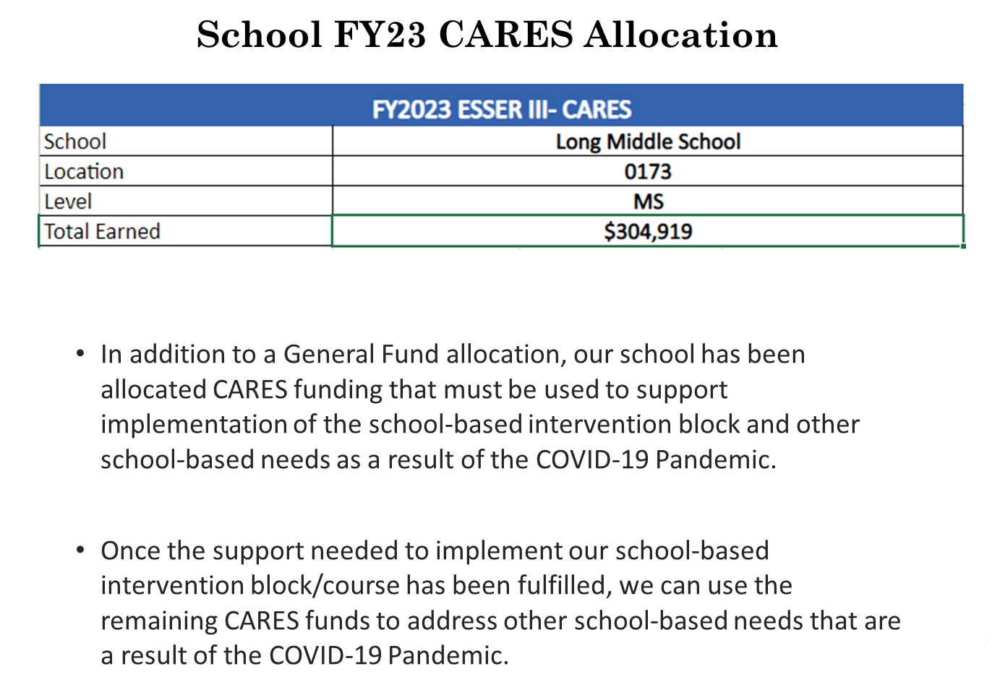 School FY23 CARES Allocation
FY2023 ESSER III- CARES
School Long Middle School
Location 0173
Level MS
Total Earned $304,919
• In addition to a General Fund allocation, our school has been
allocated CARES funding that must be used to support
implementation of the school-based intervention block and other
school-based needs as a result of the COVID-19 Pandemic.
• Once the support needed to implement our school-based
intervention block/course has been fulfilled, we can use the
remaining CARES funds to address other school-based needs that are
a result of the COVID-19 Pandemic.
7